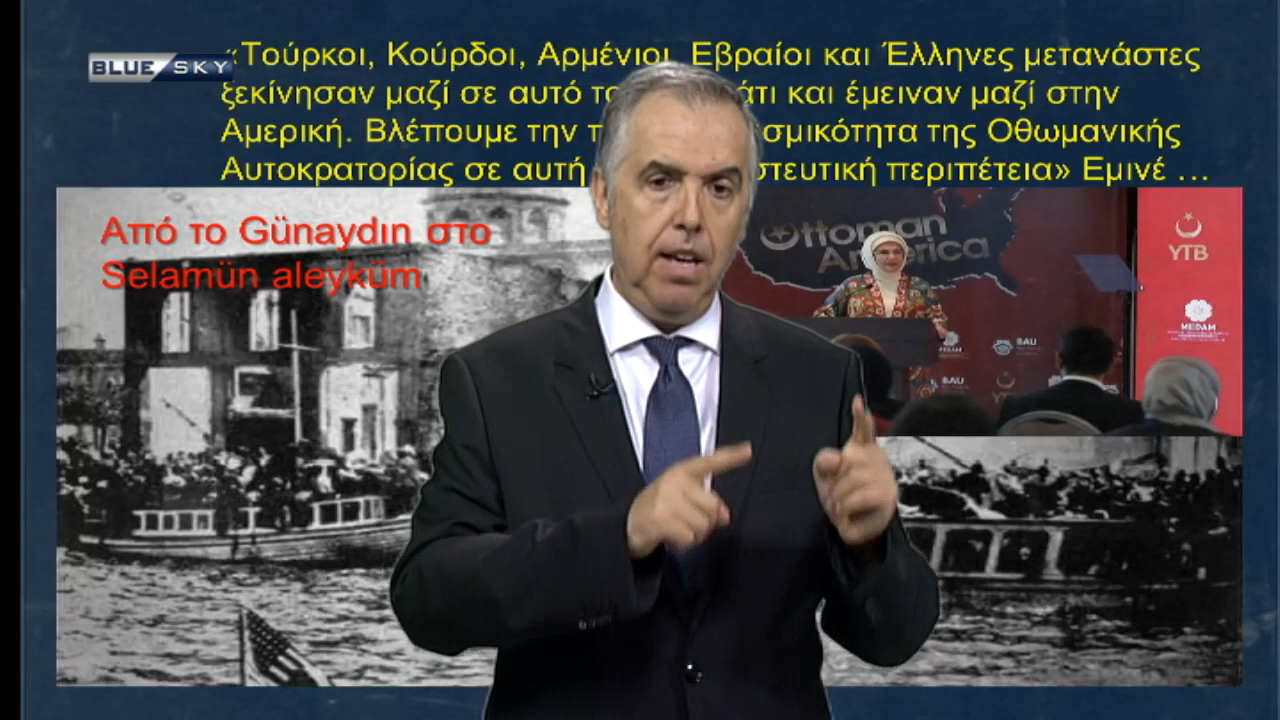 BLUE SKY
«Τούρκοι, Κούρδοι, Αρμένιοι, Εβραίοι και Έλληνες μετανάστες
ξεκίνησαν μαζί σε αυτό και έμειναν μαζί στην
Αμερική. Βλέπουμε την της Οθωμανικής
Αυτοκρατορίας σε αυτή περιπέτεια» Εμινέ ...
Από το Günaydın στο
Selamün aleyküm
Ottoman
America
YTB
MEDAM
BAU
BAU
YTB